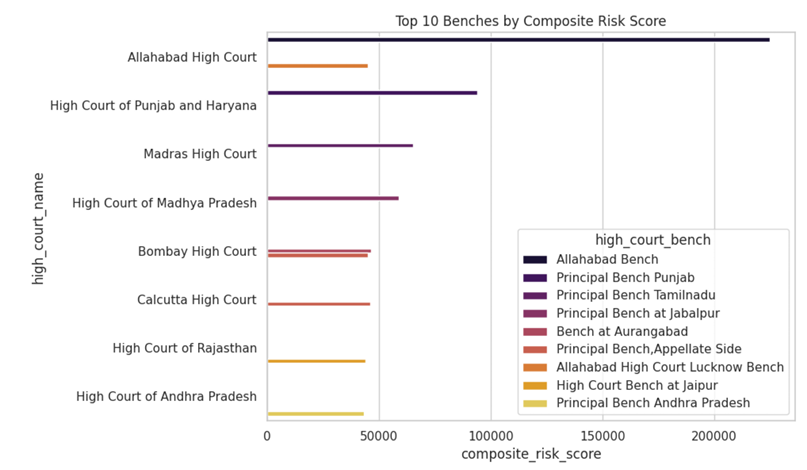 Top 10 Benches by Composite Risk Score
high_court_name
Allahabad High Court
High Court of Punjab and Haryana
Madras High Court
High Court of Madhya Pradesh
Bombay High Court
Calcutta High Court
High Court of Rajasthan
High Court of Andhra Pradesh
high_court_bench
Allahabad Bench
Principal Bench Punjab
Principal Bench Tamilnadu
Principal Bench at Jabalpur
Bench at Aurangabad
Principal Bench,Appellate Side
Allahabad High Court Lucknow Bench
High Court Bench at Jaipur
Principal Bench Andhra Pradesh
0 50000 100000 150000 200000
composite_risk_score